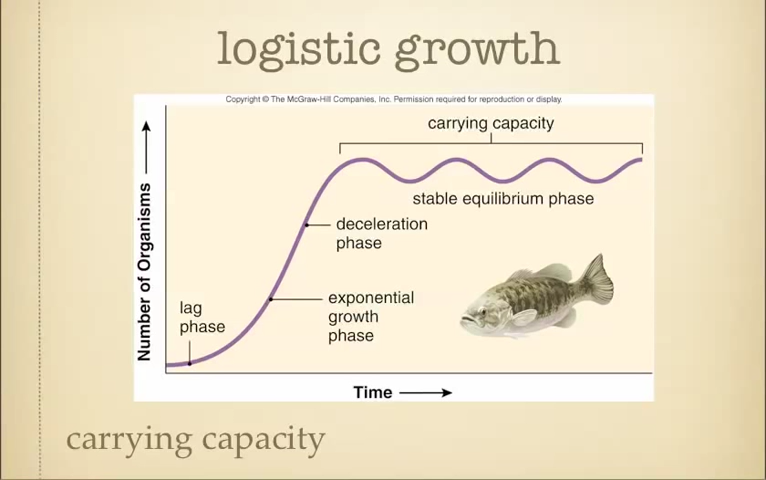 logistic growth
Copyright © The McGraw-Hill Companies, Inc. Permission required for reproduction or display.
carrying capacity
stable equilibrium phase
deceleration
phase
exponential
growth
phase
lag
phase
Number of Organisms
Time
carrying capacity